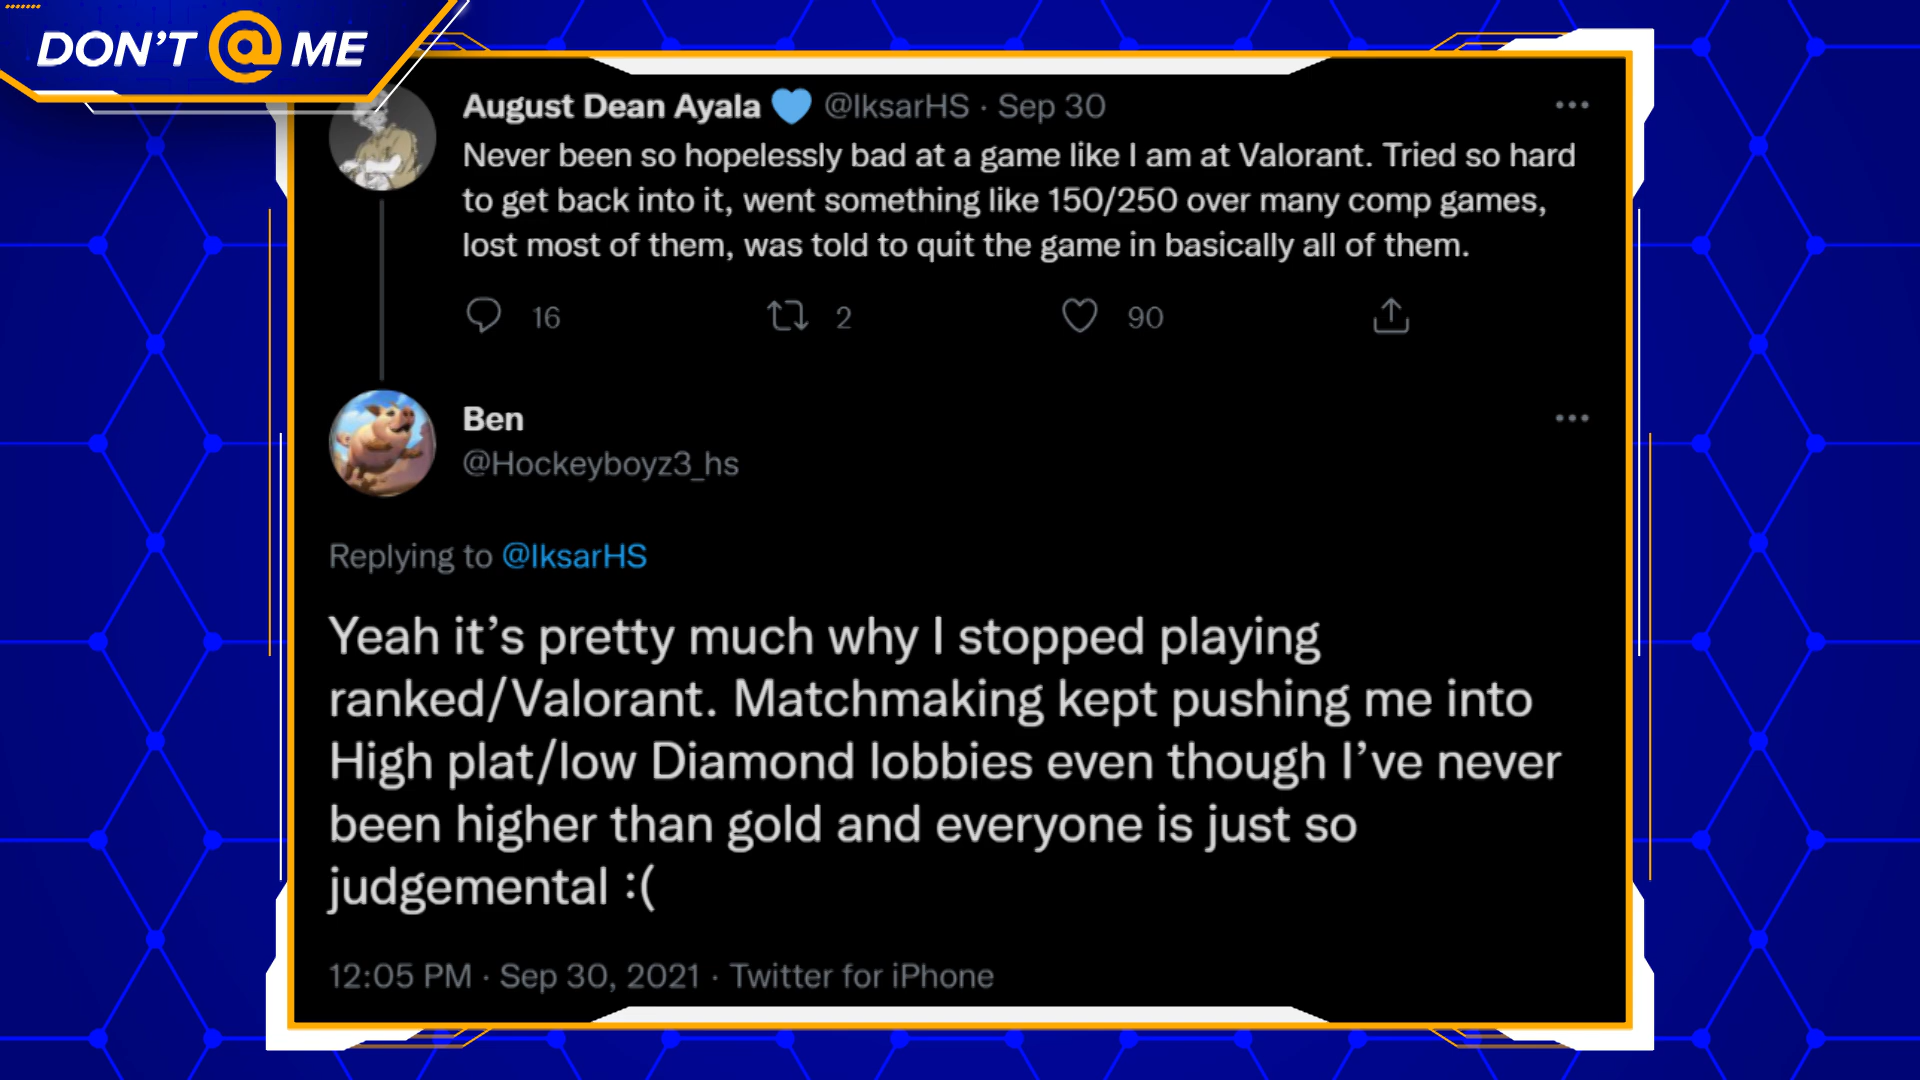 DON'T @ ME
August Dean Ayala 💙 @IksarHS · Sep 30
Never been so hopelessly bad at a game like I am at Valorant. Tried so hard
to get back into it, went something like 150/250 over many comp games,
lost most of them, was told to quit the game in basically all of them.
16 2 90
Ben
@Hockeyboyz3_hs
Replying to @IksarHS
Yeah it’s pretty much why I stopped playing
ranked/Valorant. Matchmaking kept pushing me into
High plat/low Diamond lobbies even though I’ve never
been higher than gold and everyone is just so
judgemental :(
12:05 PM · Sep 30, 2021 · Twitter for iPhone